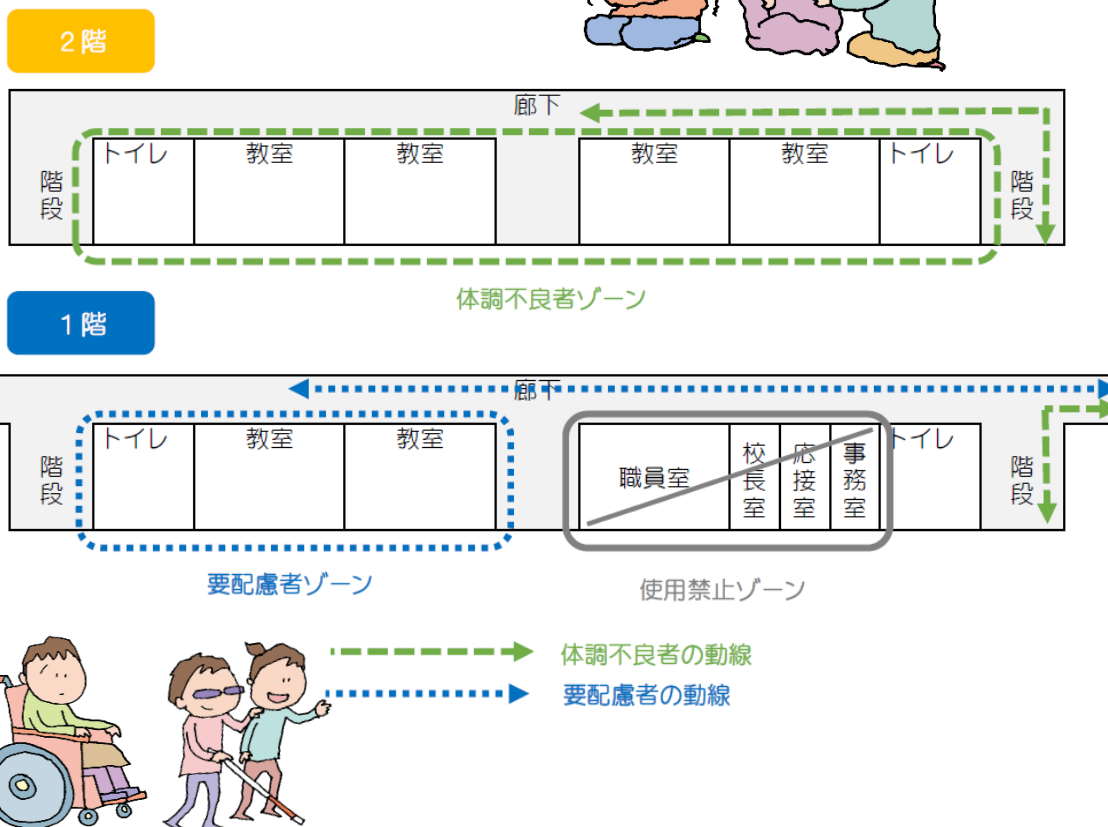 2階
廊下
トイレ 教室 教室 教室 教室 トイレ
階段 階段
体調不良者ゾーン
1階
廊下
トイレ 教室 教室 職員室 校長室 応接室 事務室 トイレ
階段 階段
要配慮者ゾーン 使用禁止ゾーン
体調不良者の動線
要配慮者の動線